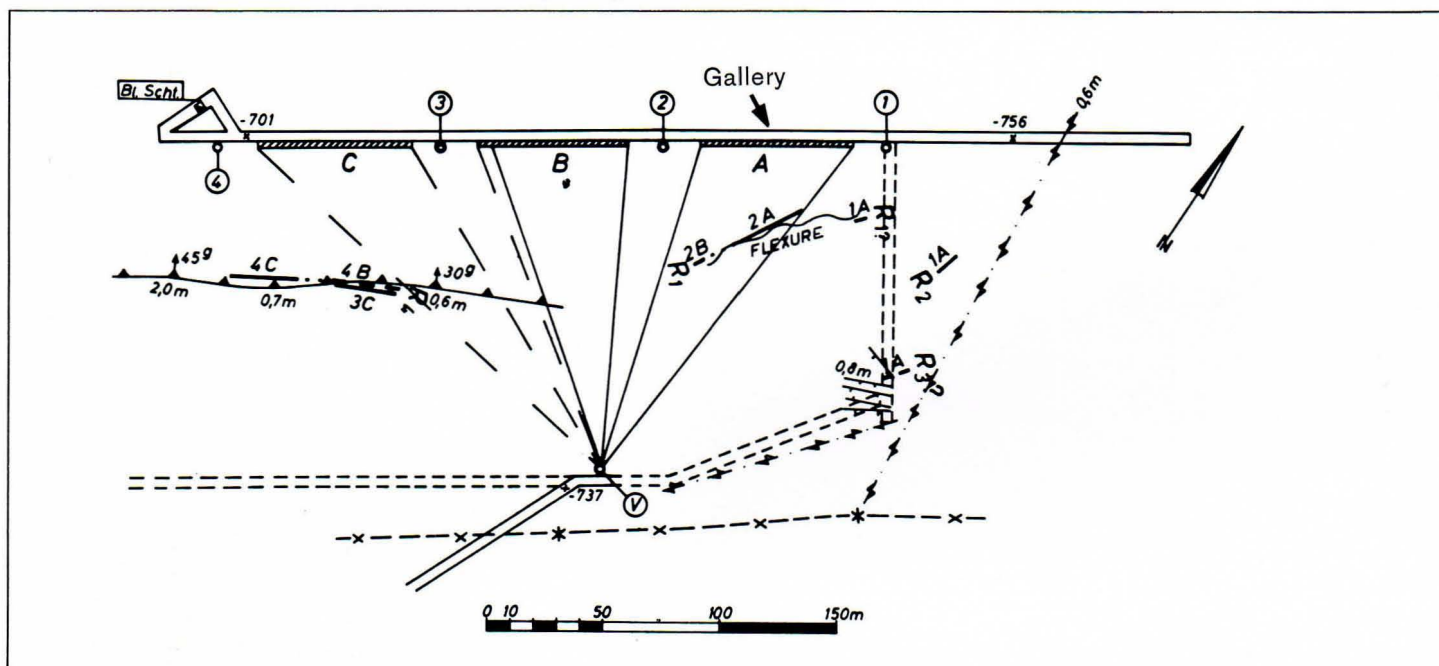 Gallery
Bl. Schl.
-701
3
2
1
-756
0,6m
4
C
B
A
45g
4C
4B
30g
2,0m
0,7m
3C
0,6m
2B
2A
1A
R1?
FLEXURE
R1
1A
R2
N
0,8m
A
R3?
-737
V
0 10 50 100 150m